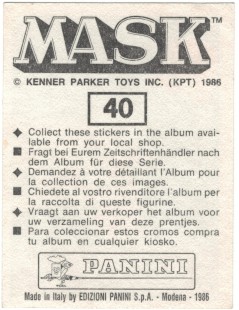 MASK™
© KENNER PARKER TOYS INC. (KPT) 1986
40
◆ Collect these stickers in the album avai-
lable from your local shop.
■ Fragt bei Eurem Zeitschriftenhändler nach
dem Album für diese Serie.
◆ Demandez à votre détaillant l'Album pour
la collection de ces images.
■ Chiedete al vostro rivenditore l'album per
la raccolta di queste figurine.
◆ Vraagt aan uw verkoper het album voor
uw verzameling van deze prentjes.
■ Para coleccionar estos cromos compra
tu album en cualquier kiosko.
PANINI
Made in Italy by EDIZIONI PANINI S.p.A. - Modena - 1986